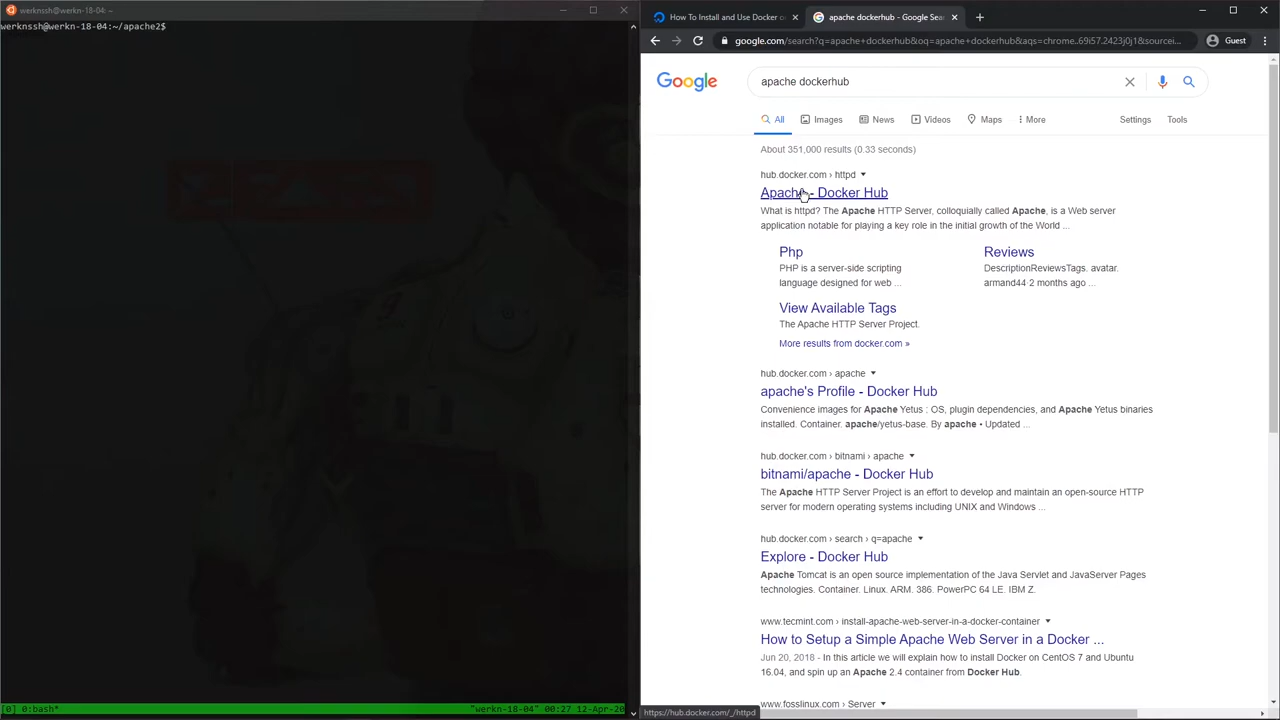 werknssh@werkn-18-04: ~
werknssh@werkn-18-04:~/apache2$
[0] 0:bash* "werkn-18-04" 00:27 12-Apr-20
How To Install and Use Docker o
apache dockerhub - Google Sea
google.com/search?q=apache+dockerhub&oq=apache+dockerhub&aqs=chrome..69i57.2423j0j1&sourcei...
Guest
Google
apache dockerhub
All Images News Videos Maps More Settings Tools
About 351,000 results (0.33 seconds)
hub.docker.com › httpd
Apache - Docker Hub
What is httpd? The Apache HTTP Server, colloquially called Apache, is a Web server
application notable for playing a key role in the initial growth of the World ...
Php
PHP is a server-side scripting
language designed for web ...
Reviews
DescriptionReviewsTags. avatar.
armand44·2 months ago ...
View Available Tags
The Apache HTTP Server Project.
More results from docker.com »
hub.docker.com › apache
apache's Profile - Docker Hub
Convenience images for Apache Yetus : OS, plugin dependencies, and Apache Yetus binaries
installed. Container. apache/yetus-base. By apache • Updated ...
hub.docker.com › bitnami › apache
bitnami/apache - Docker Hub
The Apache HTTP Server Project is an effort to develop and maintain an open-source HTTP
server for modern operating systems including UNIX and Windows ...
hub.docker.com › search › q=apache
Explore - Docker Hub
Apache Tomcat is an open source implementation of the Java Servlet and JavaServer Pages
technologies. Container. Linux. ARM. 386. PowerPC 64 LE. IBM Z.
www.tecmint.com › install-apache-web-server-in-a-docker-container
How to Setup a Simple Apache Web Server in a Docker ...
Jun 20, 2018 - In this article we will explain how to install Docker on CentOS 7 and Ubuntu
16.04, and spin up an Apache 2.4 container from Docker Hub.
www.fosslinux.com › Server
https://hub.docker.com/_/httpd